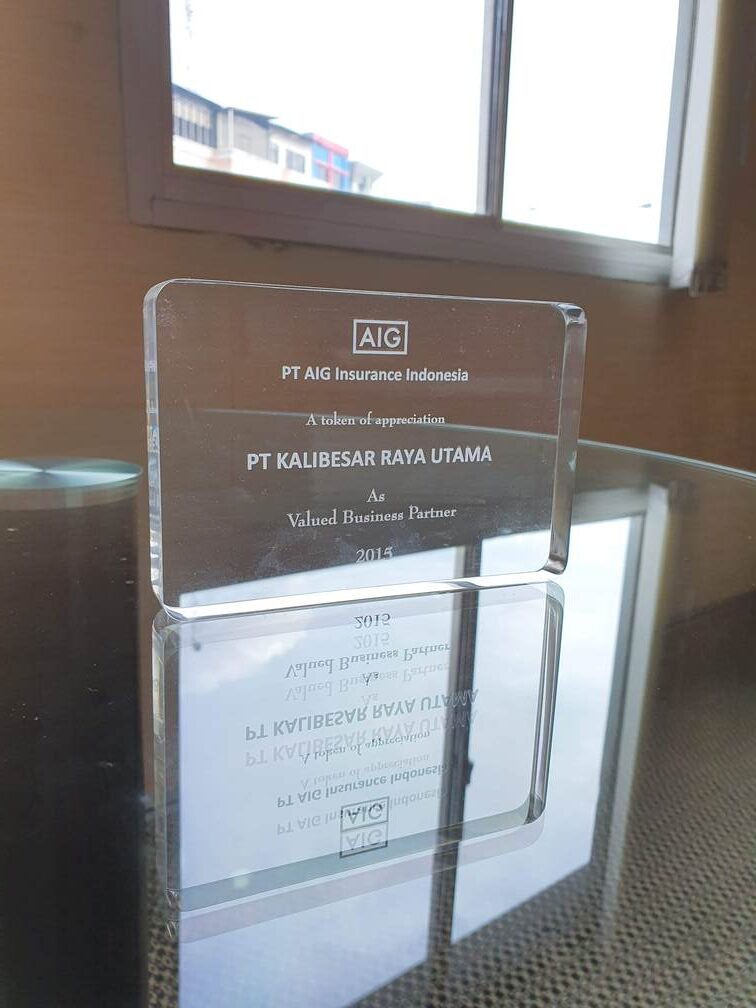 AIG
PT AIG Insurance Indonesia
A token of appreciation
PT KALIBESAR RAYA UTAMA
As
Valued Business Partner
2015